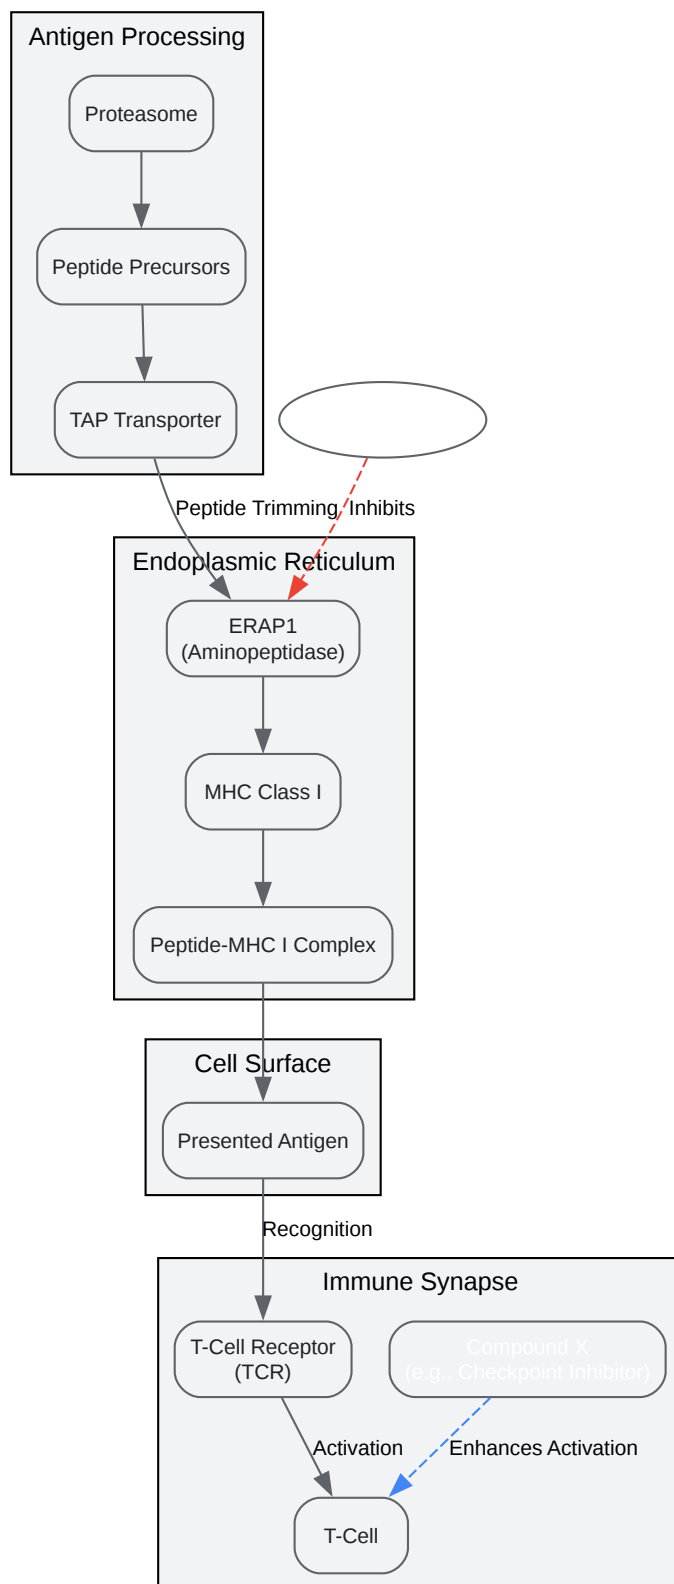 Antigen Processing
Proteasome
Peptide Precursors
TAP Transporter
Peptide Trimming
Inhibits
Endoplasmic Reticulum
ERAP1
(Aminopeptidase)
MHC Class I
Peptide-MHC I Complex
Cell Surface
Presented Antigen
Recognition
Immune Synapse
T-Cell Receptor
(TCR)
Compound X
(e.g., Checkpoint Inhibitor)
Activation
Enhances Activation
T-Cell